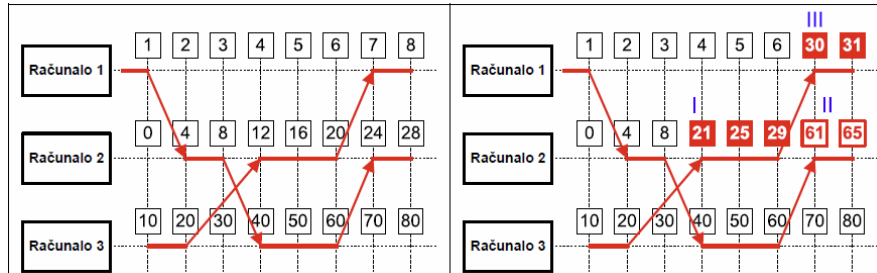 1 2 3 4 5 6 7 8
Računalo 1
0 4 8 12 16 20 24 28
Računalo 2
10 20 30 40 50 60 70 80
Računalo 3
III
1 2 3 4 5 6 30 31
Računalo 1
I II
0 4 8 21 25 29 61 65
Računalo 2
10 20 30 40 50 60 70 80
Računalo 3